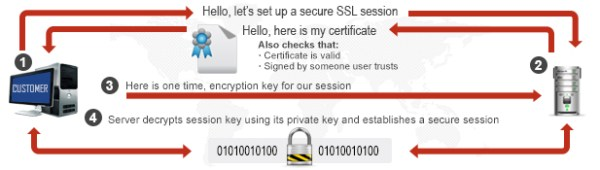 Hello, let's set up a secure SSL session
Hello, here is my certificate
Also checks that:
· Certificate is valid
· Signed by someone user trusts
1
2
CUSTOMER
3 Here is one time, encryption key for our session
4 Server decrypts session key using its private key and establishes a secure session
01010010100 01010010100